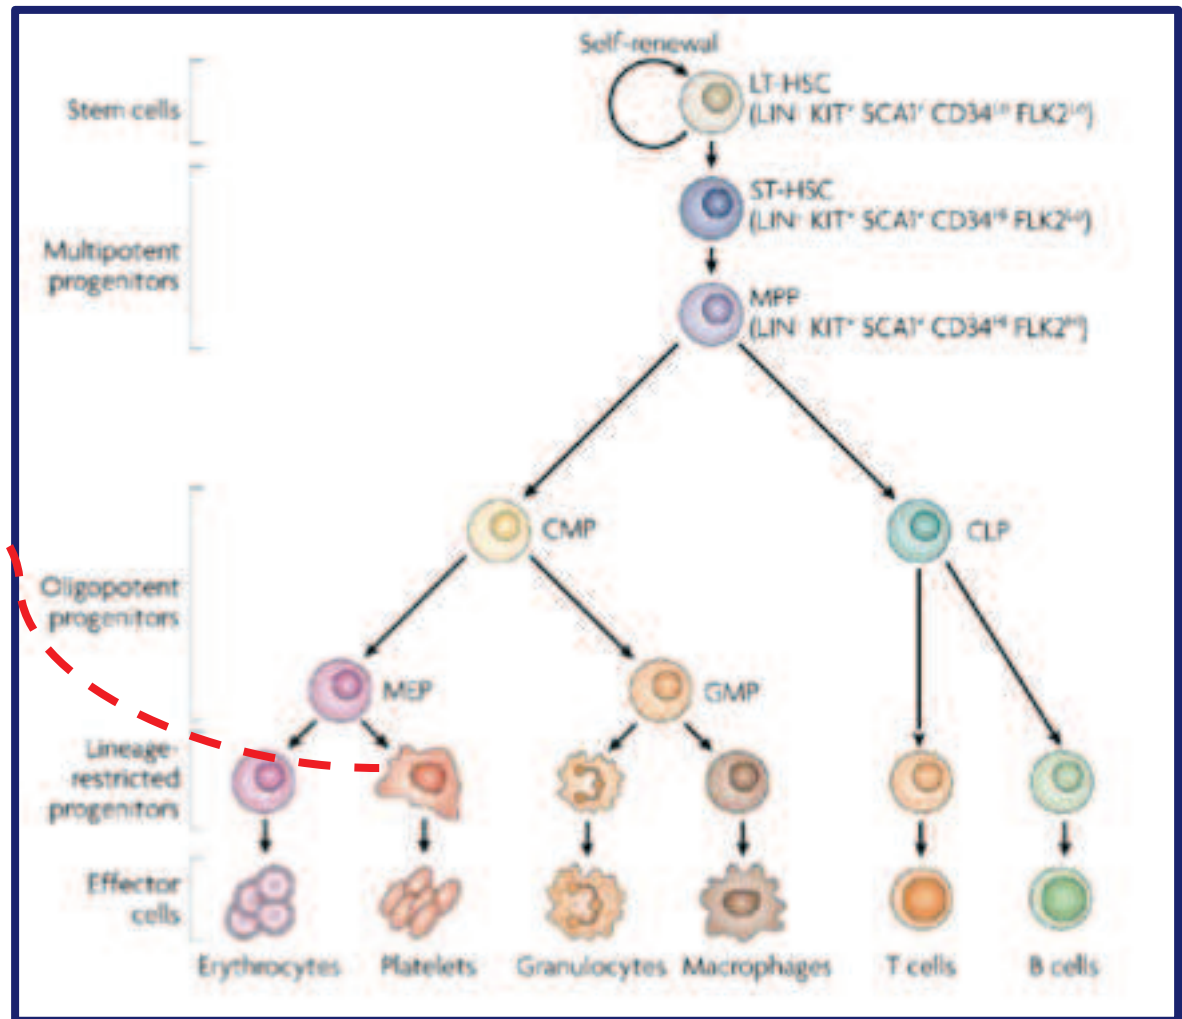 Self-renewal
Stem cells
LT-HSC
(LIN⁻ KIT⁺ SCA1⁺ CD34ᴸᵒ FLK2ᴸᵒ)
ST-HSC
(LIN⁻ KIT⁺ SCA1⁺ CD34ᴴⁱ FLK2ᴸᵒ)
Multipotent
progenitors
MPP
(LIN⁻ KIT⁺ SCA1⁺ CD34ᴴⁱ FLK2ᴴⁱ)
CMP
CLP
Oligopotent
progenitors
MEP
GMP
Lineage-
restricted
progenitors
Effector
cells
Erythrocytes
Platelets
Granulocytes
Macrophages
T cells
B cells